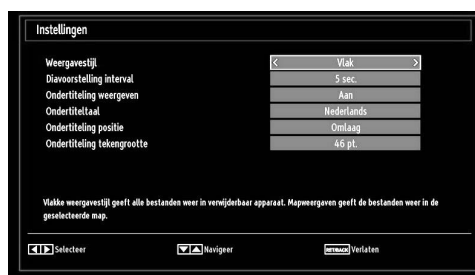 Instellingen
Weergavestijl < Vlak >
Diavoorstelling interval 5 sec.
Ondertiteling weergeven Aan
Ondertiteltaal Nederlands
Ondertiteling positie Omlaag
Ondertiteling tekengrootte 46 pt.
Vlakke weergavestijl geeft alle bestanden weer in verwijderbaar apparaat. Mapweergaven geeft de bestanden weer in de
geselecteerde map.
Selecteer Navigeer RET/BACK Verlaten